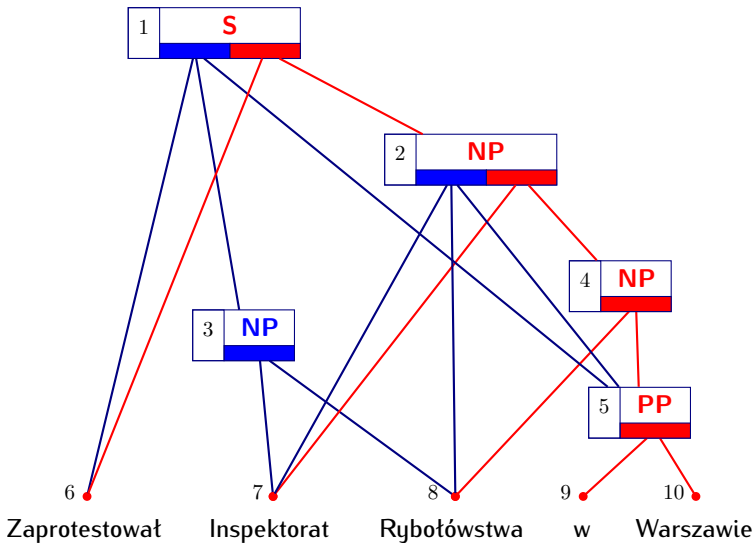 1 S
2 NP
4 NP
3 NP
5 PP
6 7 8 9 10
Zaprotestował Inspektorat Rybołówstwa w Warszawie